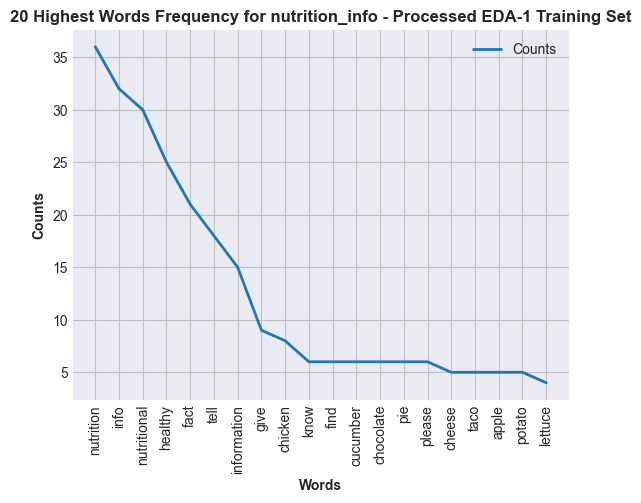 20 Highest Words Frequency for nutrition_info - Processed EDA-1 Training Set
Counts
35
30
25
20
15
10
5
Counts
nutrition
info
nutritional
healthy
fact
tell
information
give
chicken
know
find
cucumber
chocolate
pie
please
cheese
taco
apple
potato
lettuce
Words